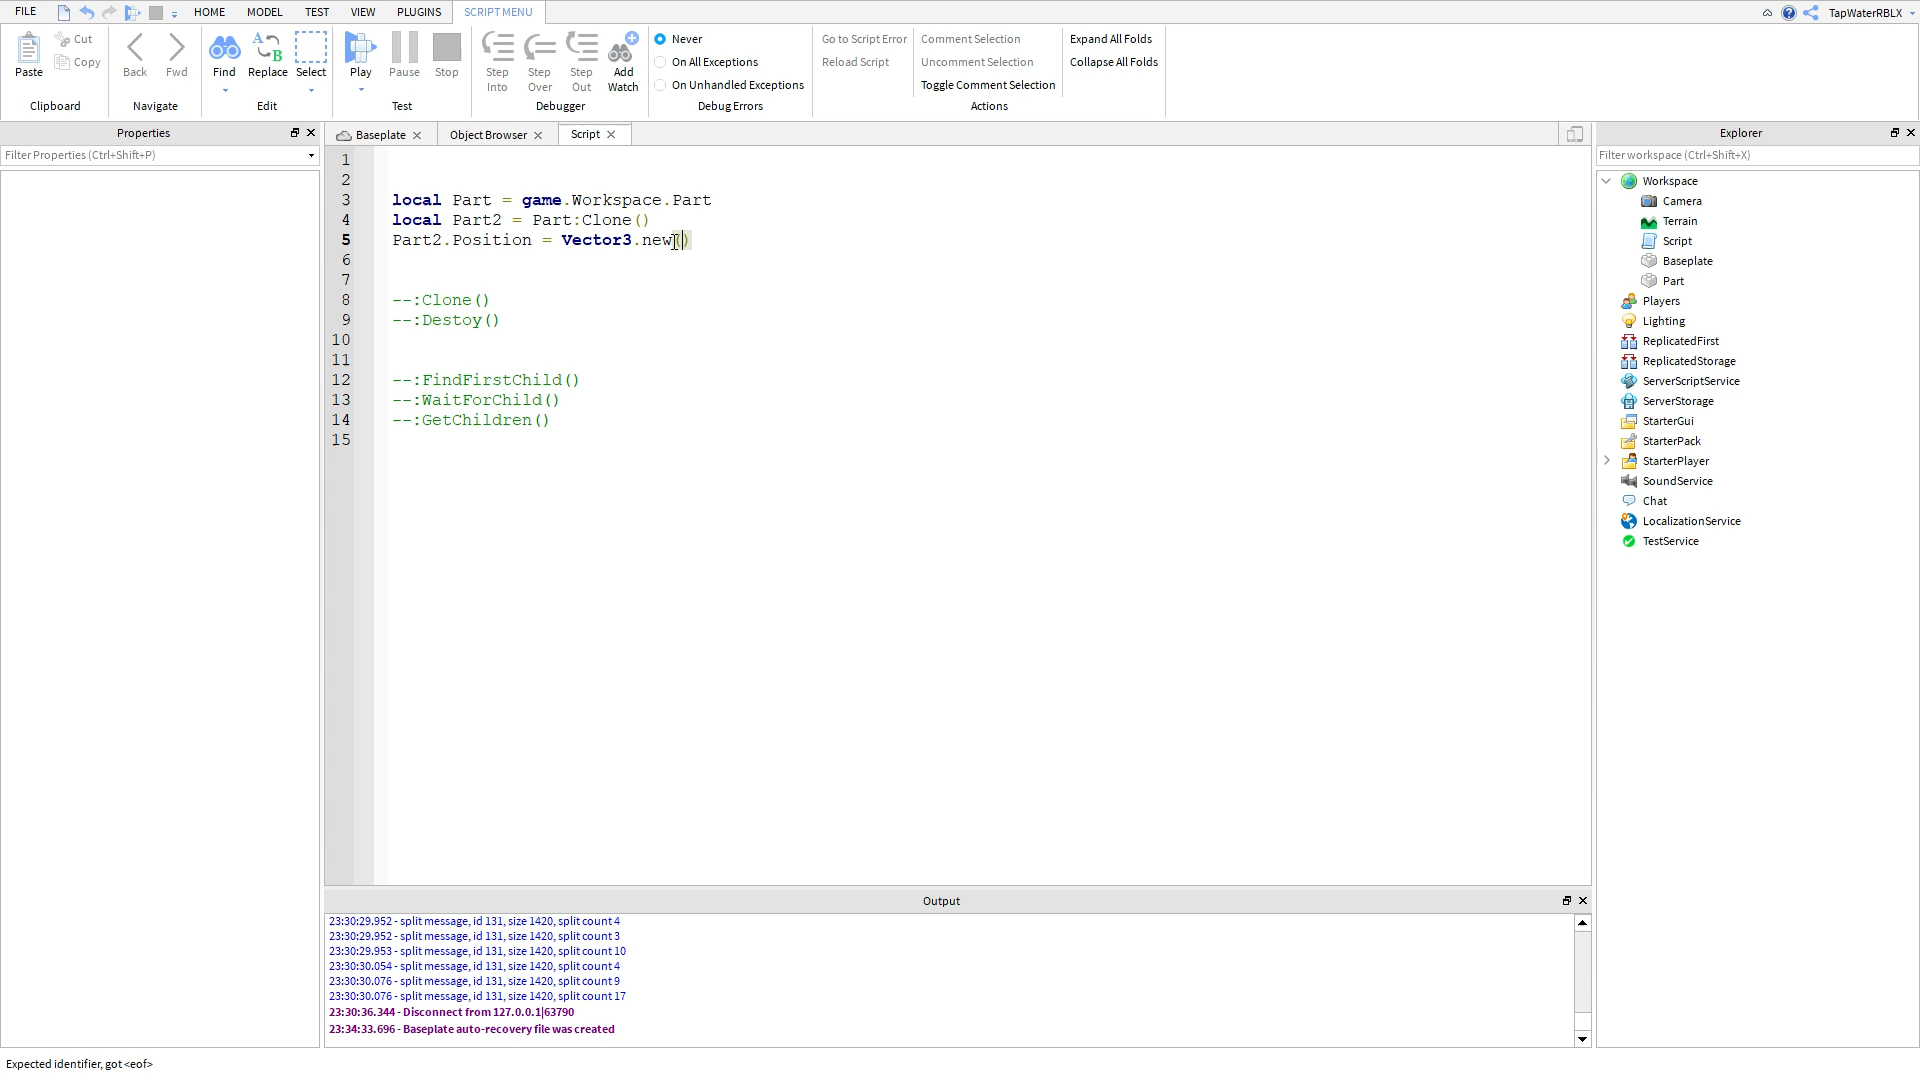 FILE
HOME
MODEL
TEST
VIEW
PLUGINS
SCRIPT MENU
TapWaterRBLX
Paste
Cut
Copy
Clipboard
Back
Fwd
Navigate
Find
Replace
Select
Edit
Play
Pause
Stop
Test
Step Into
Step Over
Step Out
Add Watch
Debugger
Never
On All Exceptions
On Unhandled Exceptions
Debug Errors
Go to Script Error
Reload Script
Comment Selection
Uncomment Selection
Toggle Comment Selection
Actions
Expand All Folds
Collapse All Folds
Properties
Filter Properties (Ctrl+Shift+P)
Baseplate
Object Browser
Script
1
2
3 local Part = game.Workspace.Part
4 local Part2 = Part:Clone()
5 Part2.Position = Vector3.new()
6
7
8 --:Clone()
9 --:Destoy()
10
11
12 --:FindFirstChild()
13 --:WaitForChild()
14 --:GetChildren()
15
Output
23:30:29.952 - split message, id 131, size 1420, split count 4
23:30:29.952 - split message, id 131, size 1420, split count 3
23:30:29.953 - split message, id 131, size 1420, split count 10
23:30:30.054 - split message, id 131, size 1420, split count 4
23:30:30.076 - split message, id 131, size 1420, split count 9
23:30:30.076 - split message, id 131, size 1420, split count 17
23:30:36.344 - Disconnect from 127.0.0.1|63790
23:34:33.696 - Baseplate auto-recovery file was created
Explorer
Filter workspace (Ctrl+Shift+X)
Workspace
Camera
Terrain
Script
Baseplate
Part
Players
Lighting
ReplicatedFirst
ReplicatedStorage
ServerScriptService
ServerStorage
StarterGui
StarterPack
StarterPlayer
SoundService
Chat
LocalizationService
TestService
Expected identifier, got <eof>